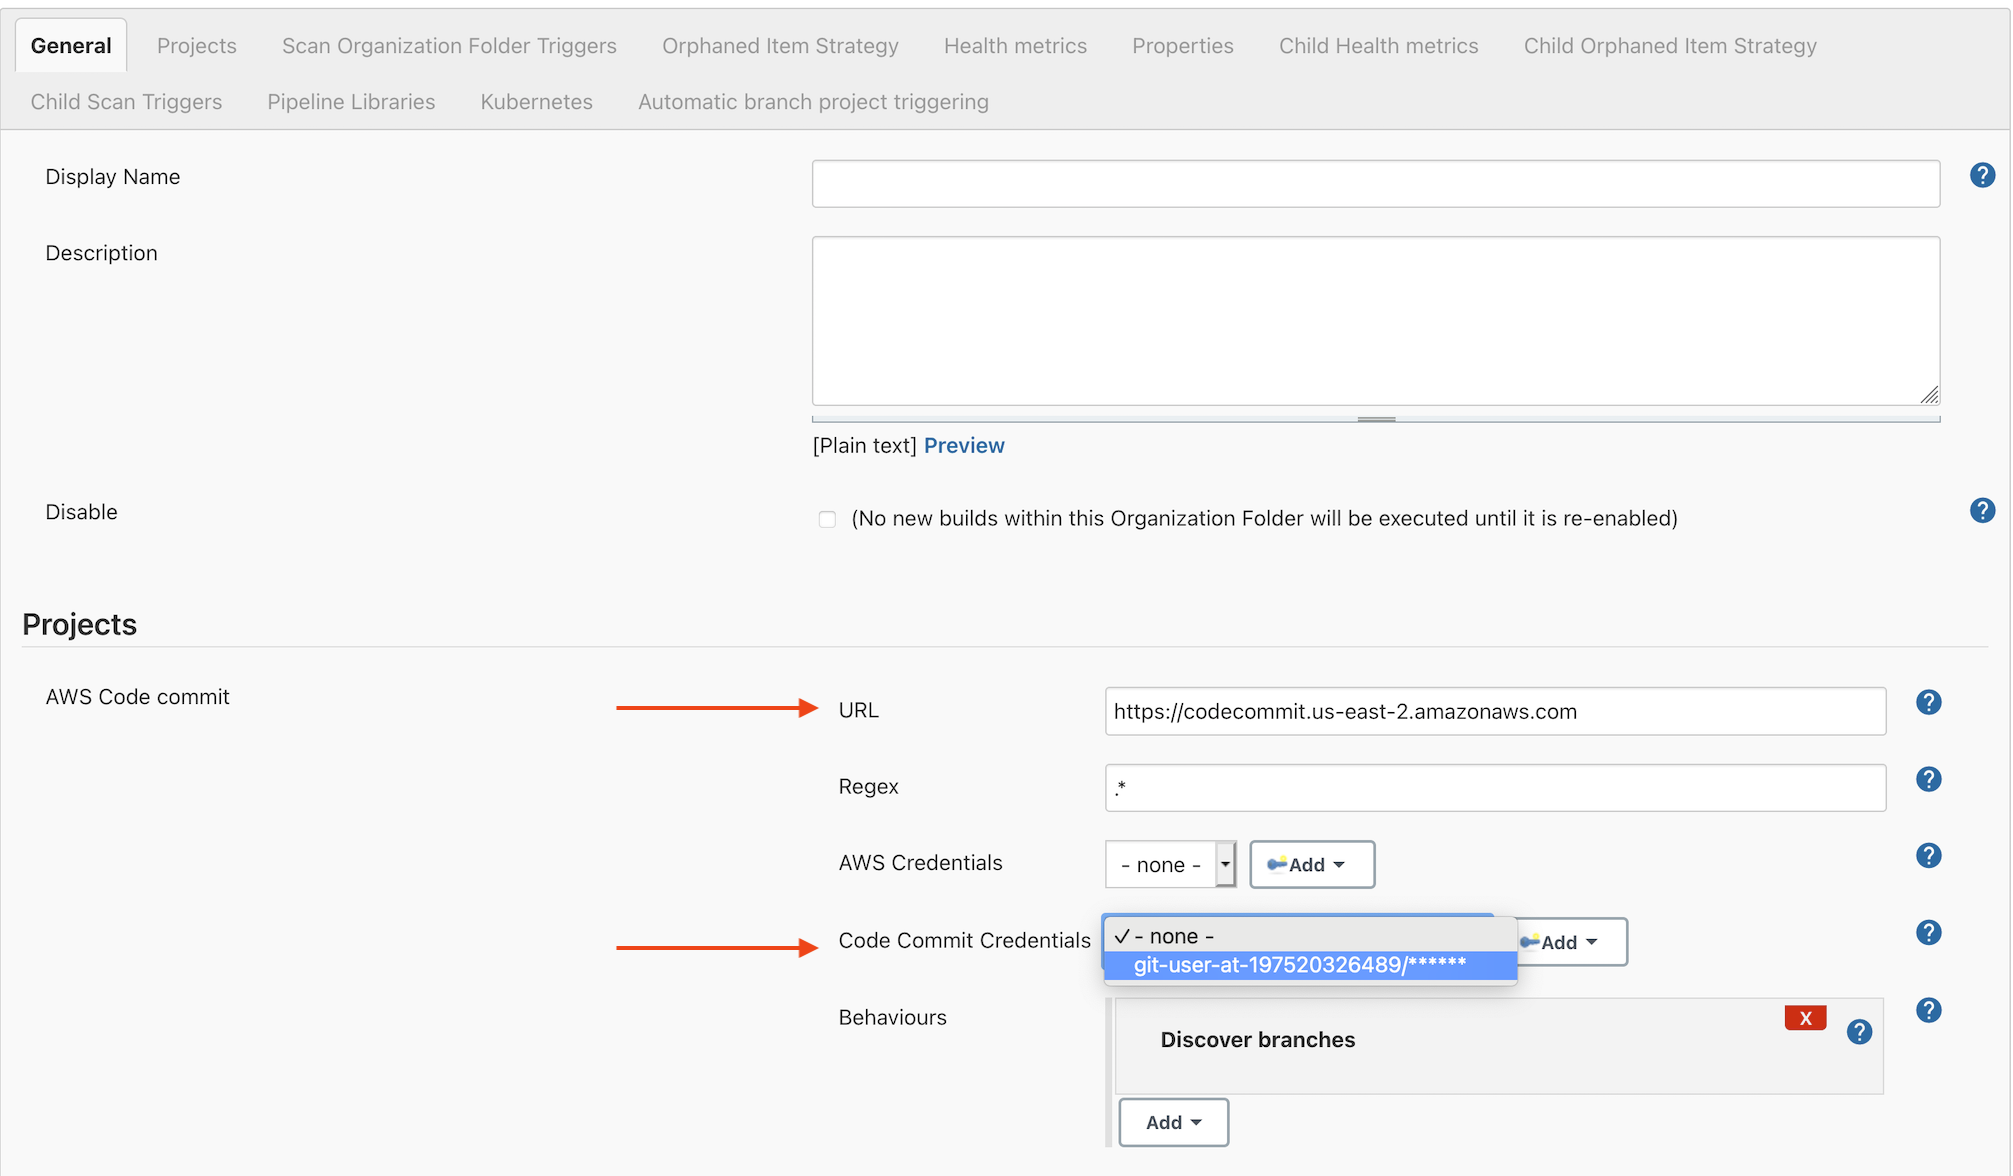 General Projects Scan Organization Folder Triggers Orphaned Item Strategy Health metrics Properties Child Health metrics Child Orphaned Item Strategy
Child Scan Triggers Pipeline Libraries Kubernetes Automatic branch project triggering
Display Name
?
Description
[Plain text] Preview
Disable
(No new builds within this Organization Folder will be executed until it is re-enabled)
?
Projects
AWS Code commit
URL
https://codecommit.us-east-2.amazonaws.com
?
Regex
.*
?
AWS Credentials
- none -
Add
?
Code Commit Credentials
✓ - none -
git-user-at-197520326489/******
Add
?
Behaviours
Discover branches
X
?
?
Add